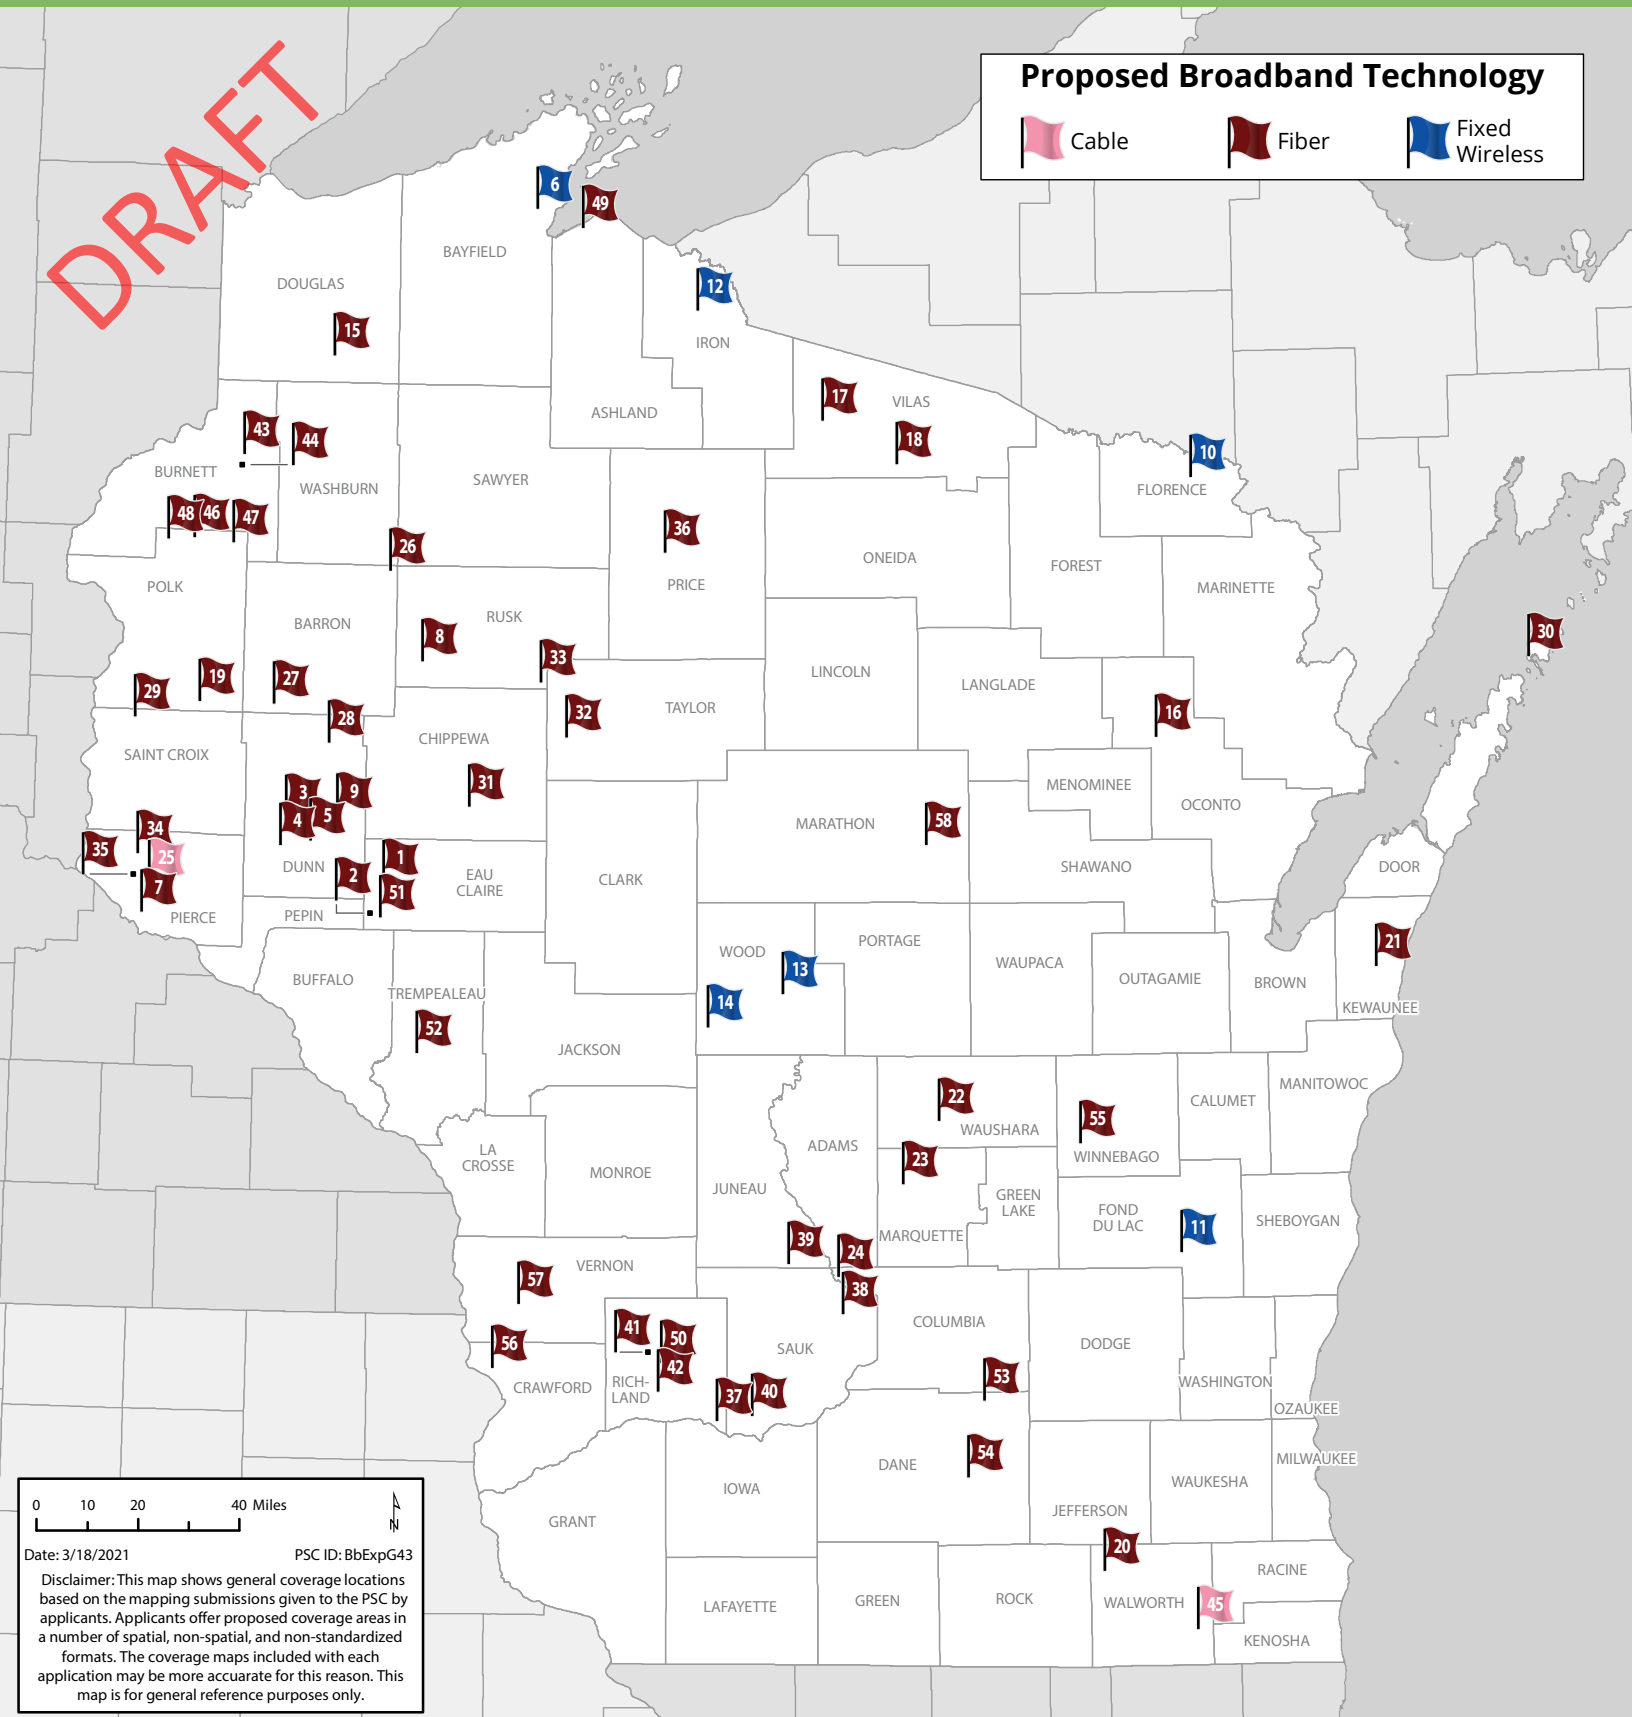 DRAFT
Proposed Broadband Technology
Cable
Fiber
Fixed
Wireless
6
49
BAYFIELD
DOUGLAS
12
15
IRON
17
VILAS
ASHLAND
43
44
18
10
BURNETT
WASHBURN
SAWYER
FLORENCE
48
46
47
36
26
ONEIDA
FOREST
POLK
PRICE
MARINETTE
BARRON
RUSK
8
30
33
LINCOLN
LANGLADE
19
27
29
28
32
TAYLOR
16
CHIPPEWA
SAINT CROIX
31
3
9
4
5
MENOMINEE
OCONTO
MARATHON
58
34
35
25
7
DUNN
2
1
51
EAU
CLAIRE
CLARK
SHAWANO
DOOR
PIERCE
PEPIN
21
WOOD
13
PORTAGE
WAUPACA
OUTAGAMIE
BROWN
BUFFALO
TREMPEALEAU
14
KEWAUNEE
52
JACKSON
MANITOWOC
22
CALUMET
55
WAUSHARA
ADAMS
WINNEBAGO
LA
CROSSE
MONROE
23
JUNEAU
GREEN
LAKE
FOND
DU LAC
11
SHEBOYGAN
39
24
MARQUETTE
VERNON
57
38
41
50
COLUMBIA
56
42
SAUK
DODGE
CRAWFORD
RICH-
LAND
37
40
53
WASHINGTON
OZAUKEE
54
DANE
MILWAUKEE
IOWA
WAUKESHA
GRANT
JEFFERSON
20
RACINE
LAFAYETTE
GREEN
ROCK
WALWORTH
45
KENOSHA
0 10 20 40 Miles
N
Date: 3/18/2021 PSC ID: BbExpG43
Disclaimer: This map shows general coverage locations
based on the mapping submissions given to the PSC by
applicants. Applicants offer proposed coverage areas in
a number of spatial, non-spatial, and non-standardized
formats. The coverage maps included with each
application may be more accuarate for this reason. This
map is for general reference purposes only.